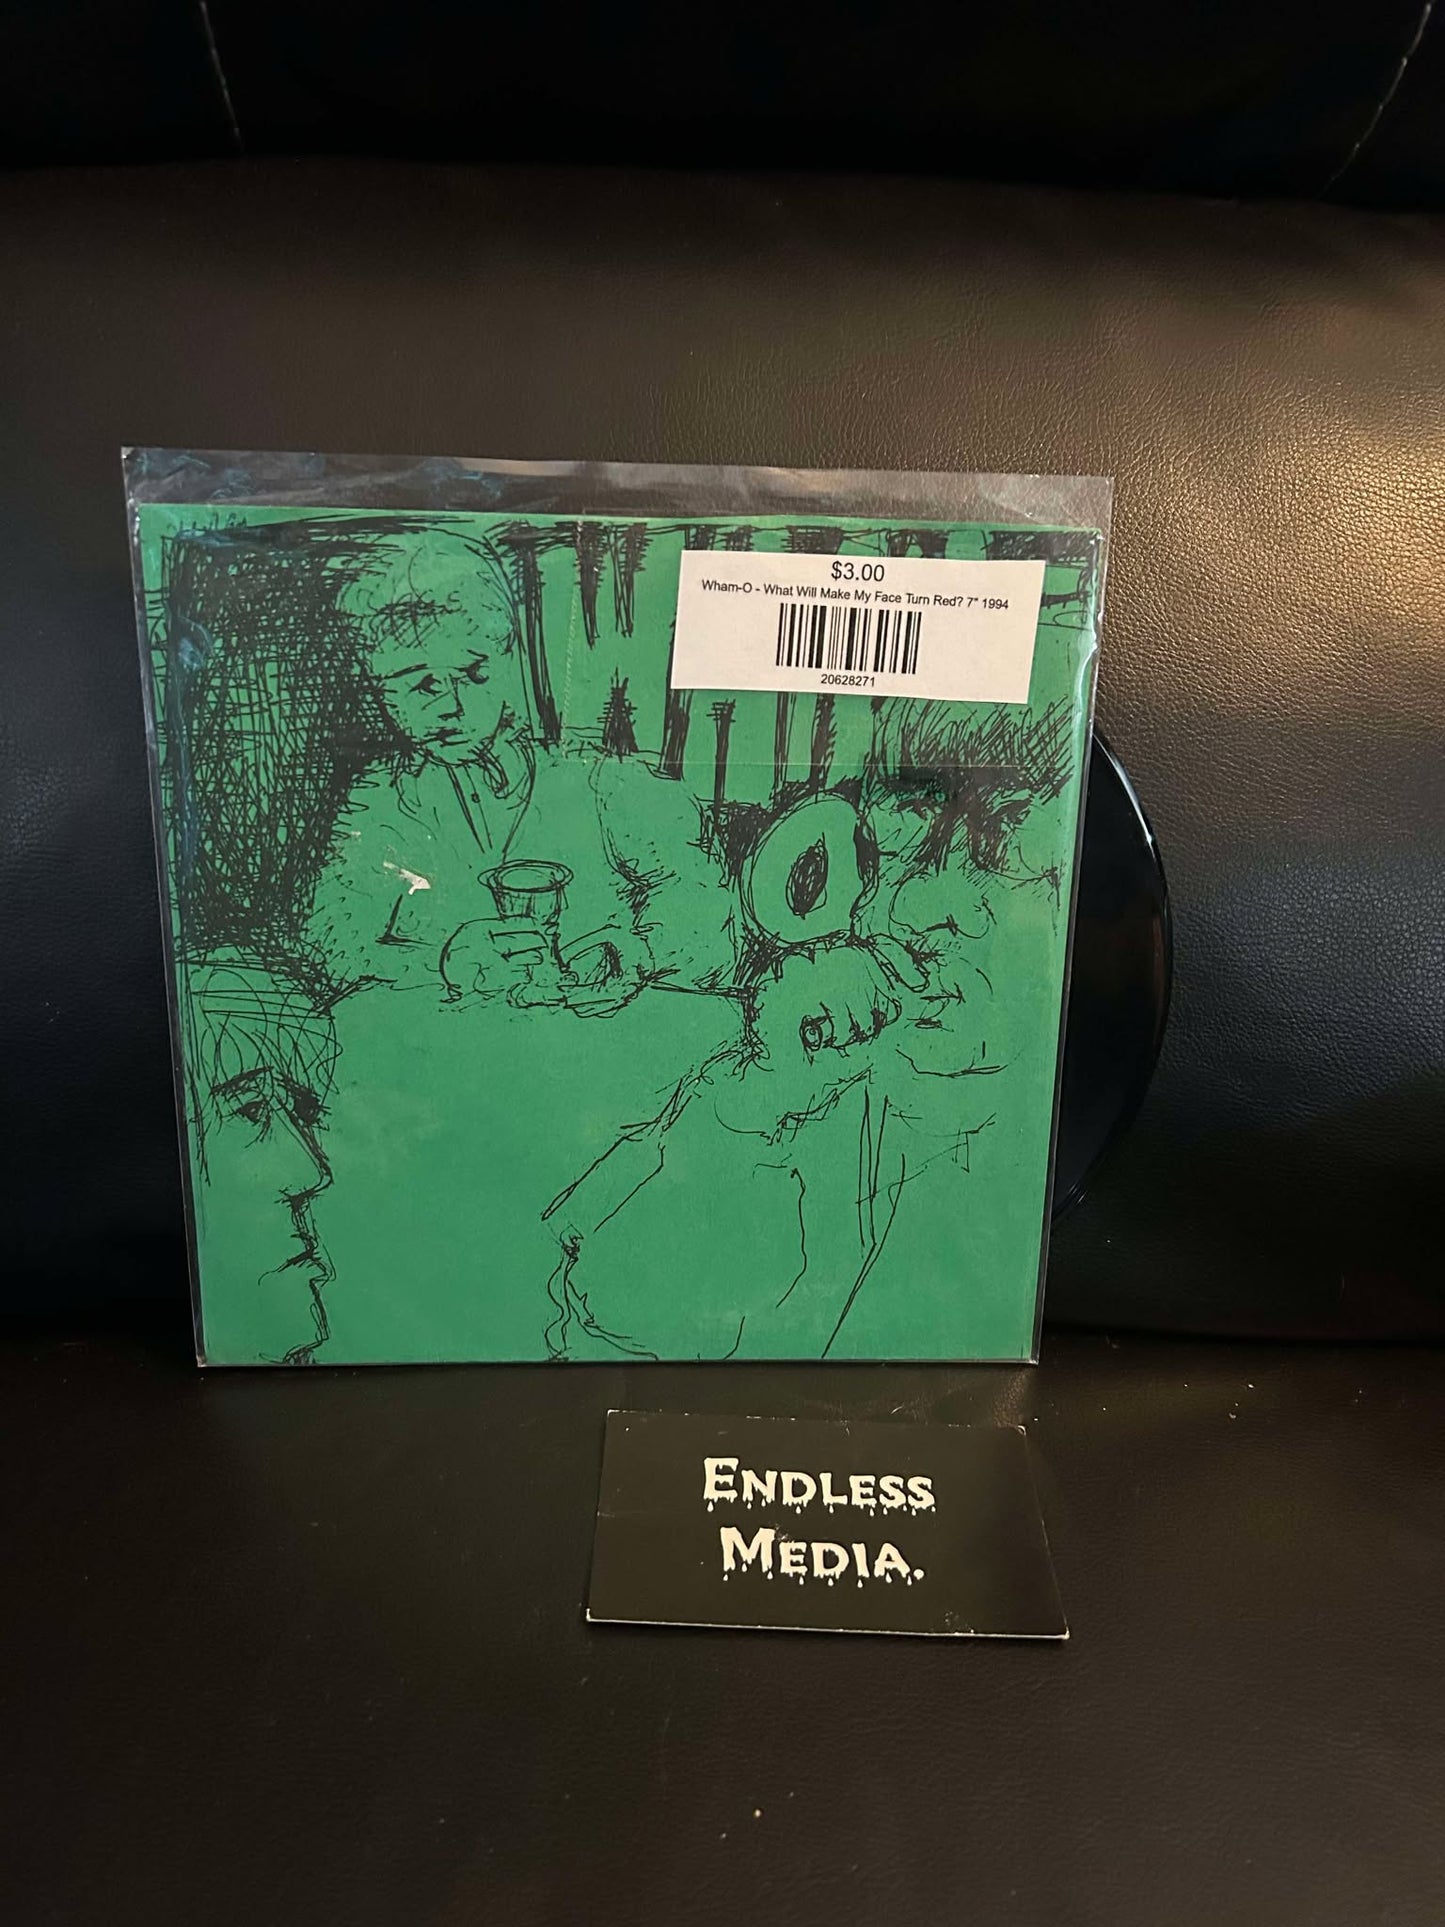 $3.00
Wham-O - What Will Make My Face Turn Red? 7" 1994
20628271
ENDLESS
MEDIA.